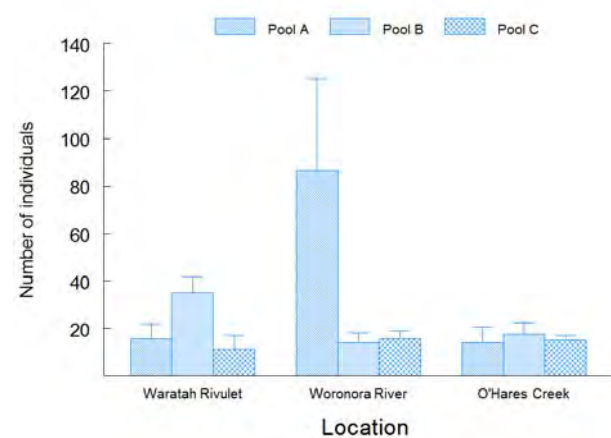 Pool A Pool B Pool C
140
120
100
80
60
40
20
Number of individuals
Waratah Rivulet Woronora River O'Hares Creek
Location